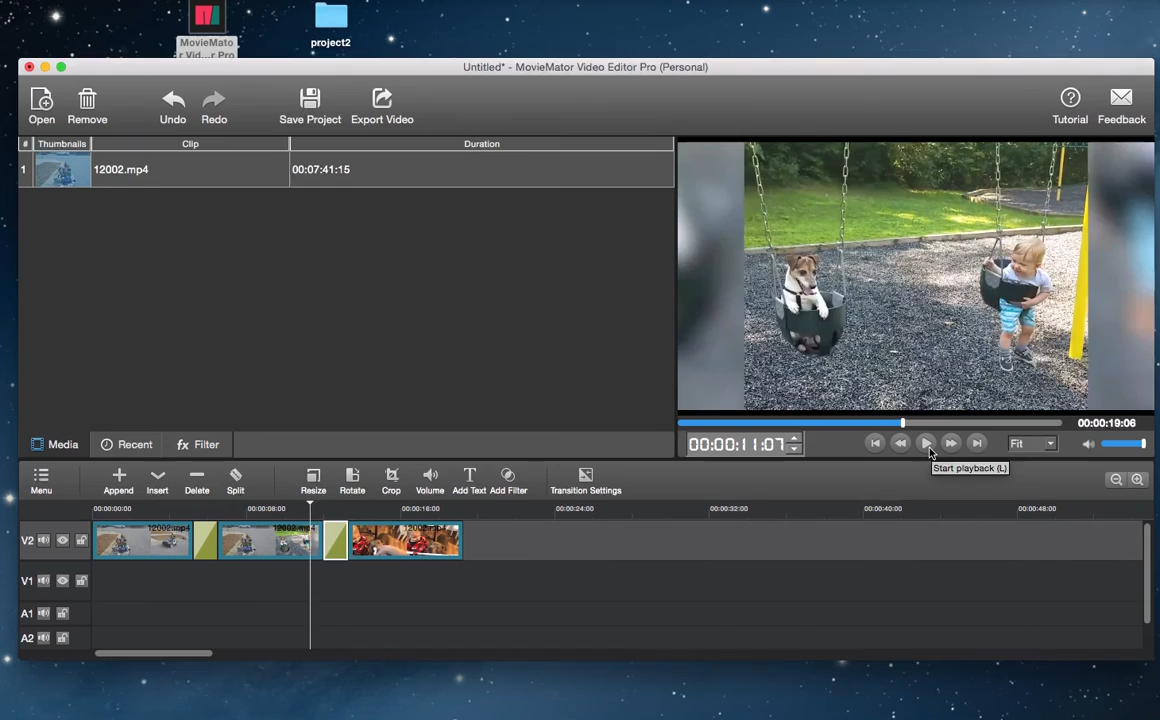 MovieMato
r Vid...r Pro
project2
Untitled* - MovieMator Video Editor Pro (Personal)
Open Remove Undo Redo Save Project Export Video Tutorial Feedback
# Thumbnails Clip Duration
1 12002.mp4 00:07:41:15
00:00:19:06
Media Recent fx Filter
00:00:11:07 Fit
Start playback (L)
Menu Append Insert Delete Split Resize Rotate Crop Volume Add Text Add Filter Transition Settings
00:00:00:00 00:00:08:00 00:00:16:00 00:00:24:00 00:00:32:00 00:00:40:00 00:00:48:00
V2 12002.mp4 12002.mp4
V1
A1
A2